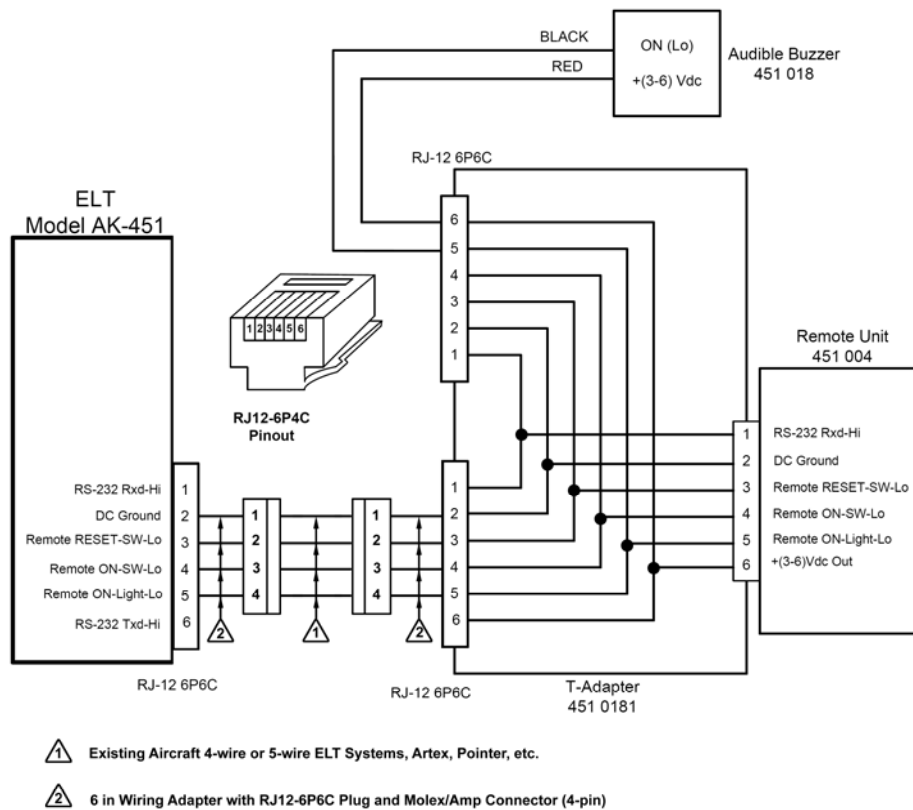 BLACK
RED
ON (Lo)
+(3-6) Vdc
Audible Buzzer
451 018
RJ-12 6P6C
6
5
4
3
2
1
ELT
Model AK-451
1 2 3 4 5 6
RJ12-6P4C
Pinout
Remote Unit
451 004
1 RS-232 Rxd-Hi
2 DC Ground
3 Remote RESET-SW-Lo
4 Remote ON-SW-Lo
5 Remote ON-Light-Lo
6 +(3-6)Vdc Out
RS-232 Rxd-Hi 1
DC Ground 2
Remote RESET-SW-Lo 3
Remote ON-SW-Lo 4
Remote ON-Light-Lo 5
RS-232 Txd-Hi 6
1
2
3
4
1
2
3
4
1
2
3
4
5
6
2
1
2
RJ-12 6P6C
RJ-12 6P6C
T-Adapter
451 0181
1 Existing Aircraft 4-wire or 5-wire ELT Systems, Artex, Pointer, etc.
2 6 in Wiring Adapter with RJ12-6P6C Plug and Molex/Amp Connector (4-pin)